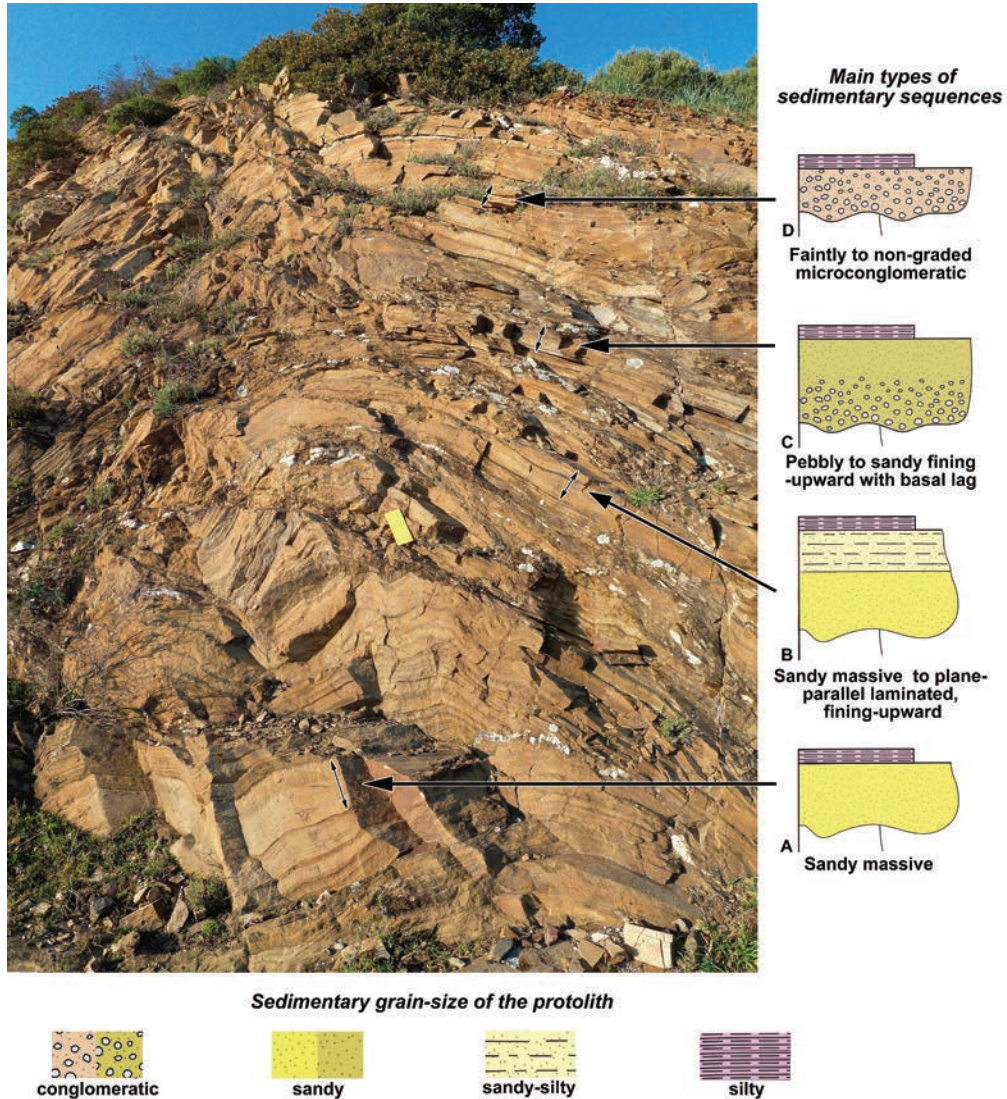 Main types of
sedimentary sequences
D
Faintly to non-graded
microconglomeratic
C
Pebbly to sandy fining
-upward with basal lag
B
Sandy massive to plane-
parallel laminated,
fining-upward
A
Sandy massive
Sedimentary grain-size of the protolith
conglomeratic
sandy
sandy-silty
silty